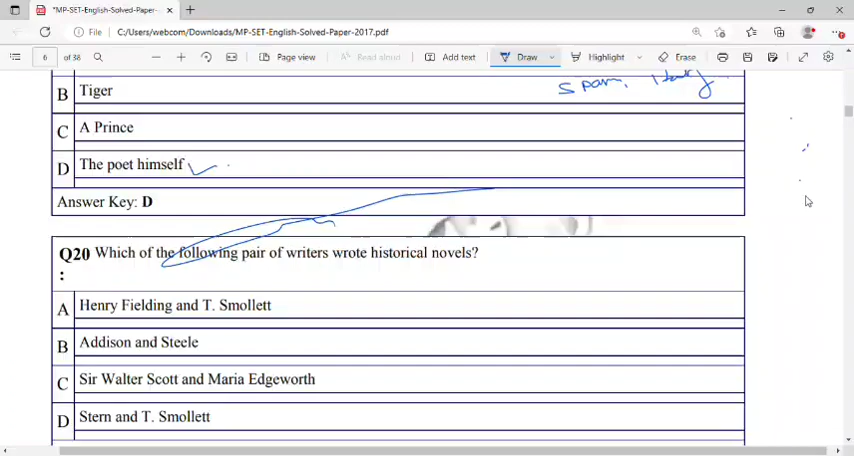 *MP-SET-English-Solved-Paper-
File C:/Users/webcom/Downloads/MP-SET-English-Solved-Paper-2017.pdf
6 of 38 Page view Read aloud Add text Draw Highlight Erase
B Tiger
C A Prince
D The poet himself
Answer Key: D
Q20 Which of the following pair of writers wrote historical novels?
:
A Henry Fielding and T. Smollett
B Addison and Steele
C Sir Walter Scott and Maria Edgeworth
D Stern and T. Smollett